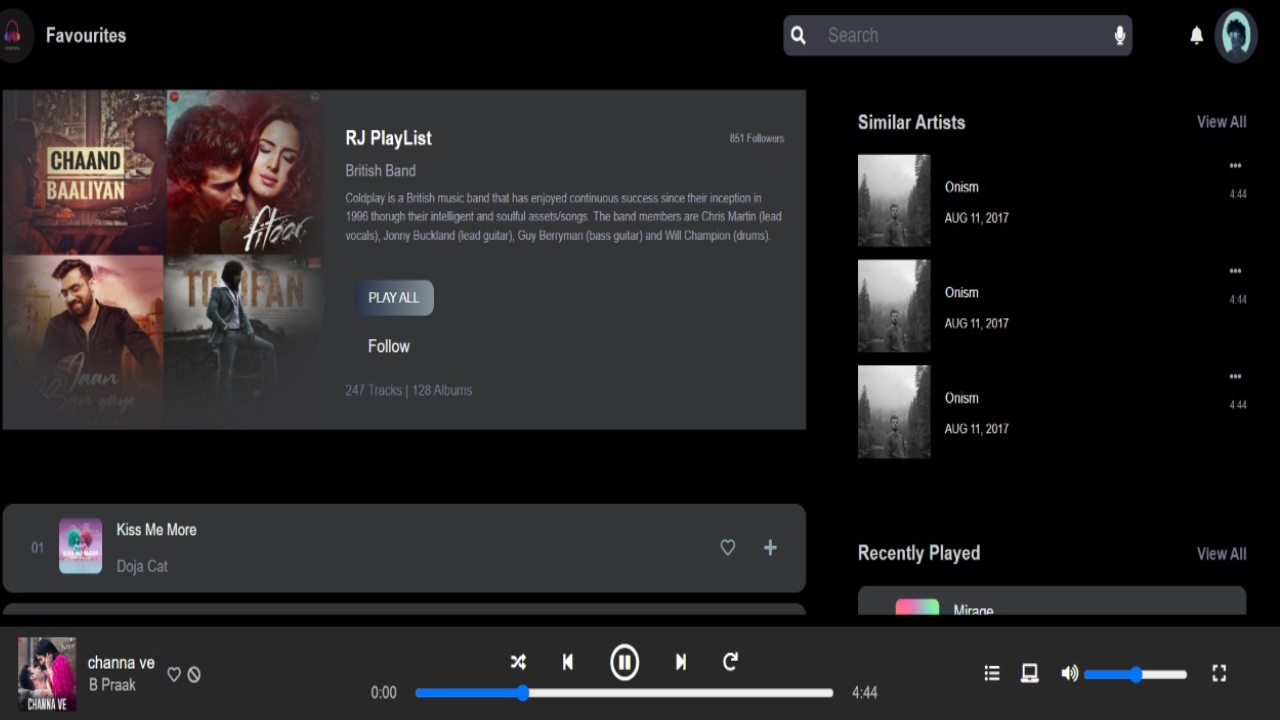 Favourites
Search
CHAAND
BAALIYAN
fitoor
Jaan
Ban gaye
TOOFAN
RJ PlayList
851 Followers
British Band
Coldplay is a British music band that has enjoyed continuous success since their inception in
1996 thorugh their intelligent and soulful assets/songs. The band members are Chris Martin (lead
vocals), Jonny Buckland (lead guitar), Guy Berryman (bass guitar) and Will Champion (drums).
PLAY ALL
Follow
247 Tracks | 128 Albums
Similar Artists
View All
Onism
4:44
AUG 11, 2017
Onism
4:44
AUG 11, 2017
Onism
4:44
AUG 11, 2017
01
KISS ME MORE
Kiss Me More
Doja Cat
Recently Played
View All
Mirage
CHANNA VE
channa ve
B Praak
0:00
4:44